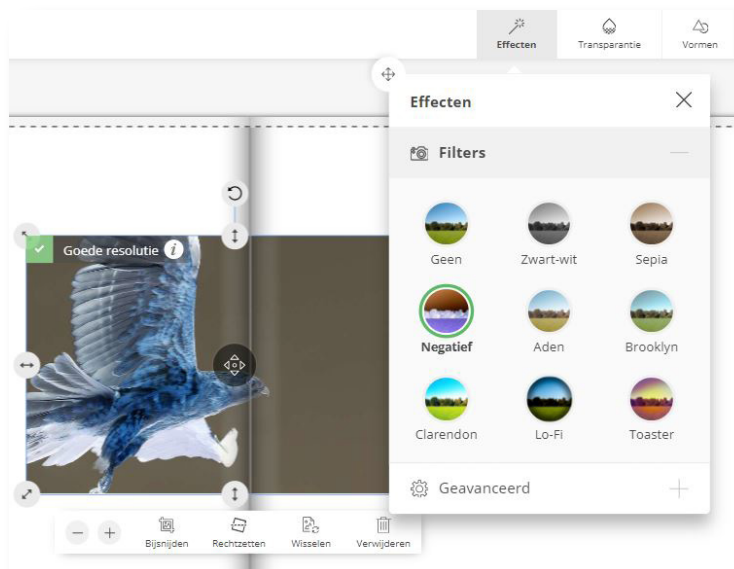 Effecten
Transparantie
Vormen
Effecten
Filters
Goede resolutie
Geen
Zwart-wit
Sepia
Negatief
Aden
Brooklyn
Clarendon
Lo-Fi
Toaster
Geavanceerd
Bijsnijden
Rechtzetten
Wisselen
Verwijderen